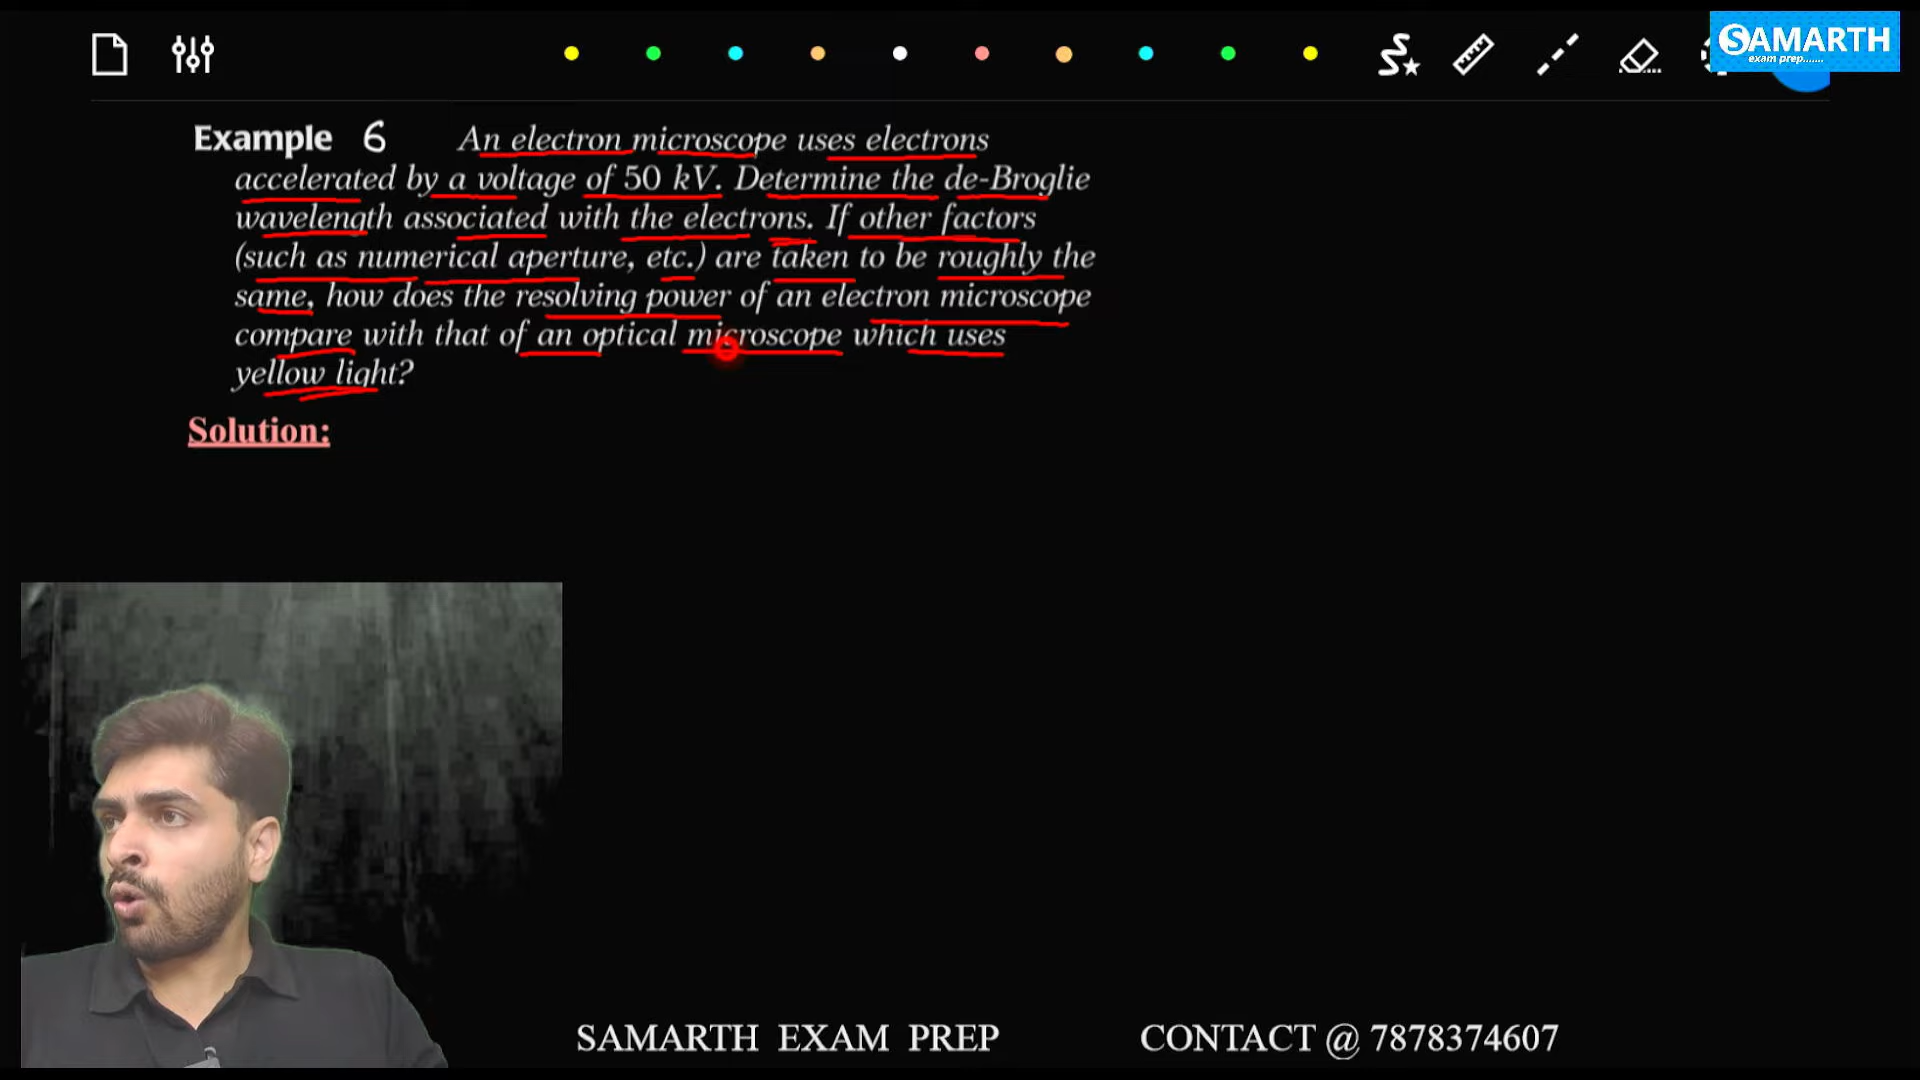 SAMARTH
exam prep.......
Example 6 An electron microscope uses electrons
accelerated by a voltage of 50 kV. Determine the de-Broglie
wavelength associated with the electrons. If other factors
(such as numerical aperture, etc.) are taken to be roughly the
same, how does the resolving power of an electron microscope
compare with that of an optical microscope which uses
yellow light?
Solution:
SAMARTH EXAM PREP CONTACT @ 7878374607